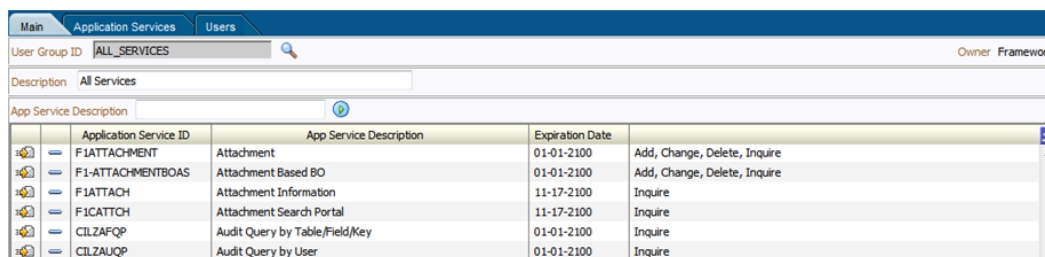 Main Application Services Users
User Group ID ALL_SERVICES Owner Framewor
Description All Services
App Service Description
Application Service ID App Service Description Expiration Date
F1ATTACHMENT Attachment 01-01-2100 Add, Change, Delete, Inquire
F1-ATTACHMENTBOAS Attachment Based BO 01-01-2100 Add, Change, Delete, Inquire
F1ATTACH Attachment Information 11-17-2100 Inquire
F1CATTCH Attachment Search Portal 11-17-2100 Inquire
CILZAFQP Audit Query by Table/Field/Key 01-01-2100 Inquire
CILZAUQP Audit Query by User 01-01-2100 Inquire